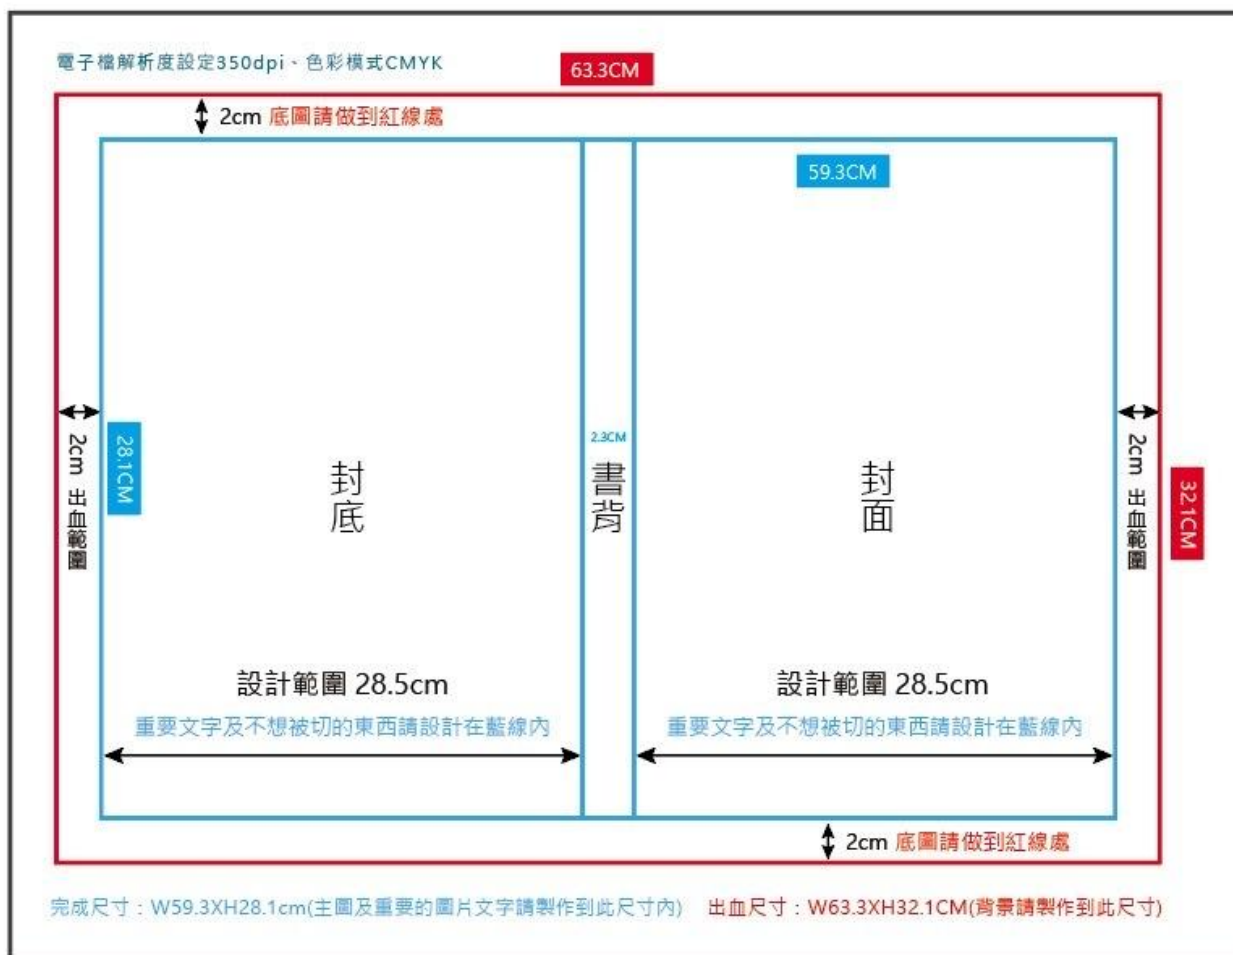 電子檔解析度設定350dpi、色彩模式CMYK
63.3CM
2cm 底圖請做到紅線處
59.3CM
28.1CM
2cm 出血範圍
封底
2.3CM
書背
封面
2cm 出血範圍
32.1CM
設計範圍 28.5cm
重要文字及不想被切的東西請設計在藍線內
設計範圍 28.5cm
重要文字及不想被切的東西請設計在藍線內
2cm 底圖請做到紅線處
完成尺寸：W59.3XH28.1cm(主圖及重要的圖片文字請製作到此尺寸內)
出血尺寸：W63.3XH32.1CM(背景請製作到此尺寸)